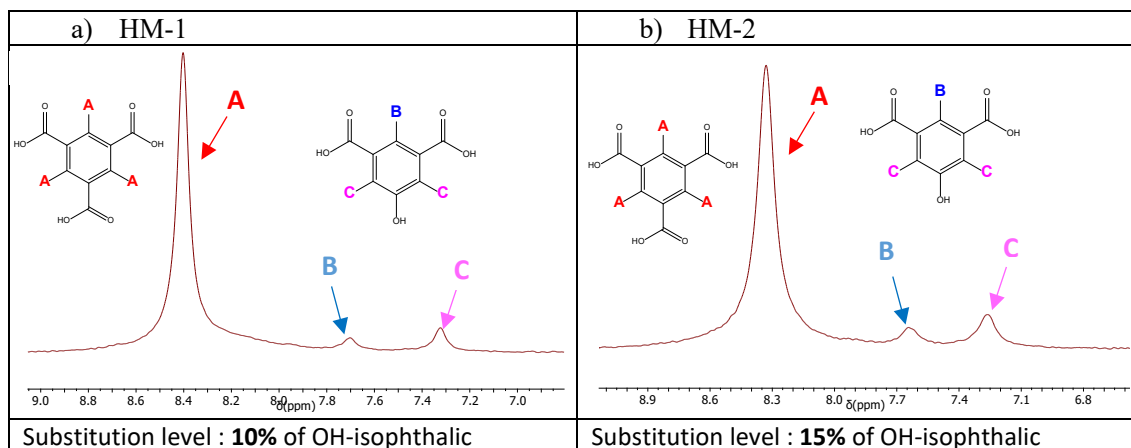 a) HM-1
b) HM-2
A
O
O
A
HO
OH
A
A
HO
O
B
O
O
HO
OH
C
C
OH
B
C
9.0 8.8 8.6 8.4 8.2 8.0 7.8 7.6 7.4 7.2 7.0
δ(ppm)
A
O
O
A
HO
OH
A
A
HO
O
B
O
O
HO
OH
C
C
OH
B
C
8.9 8.6 8.3 8.0 7.7 7.4 7.1 6.8
δ(ppm)
Substitution level : 10% of OH-isophthalic
Substitution level : 15% of OH-isophthalic